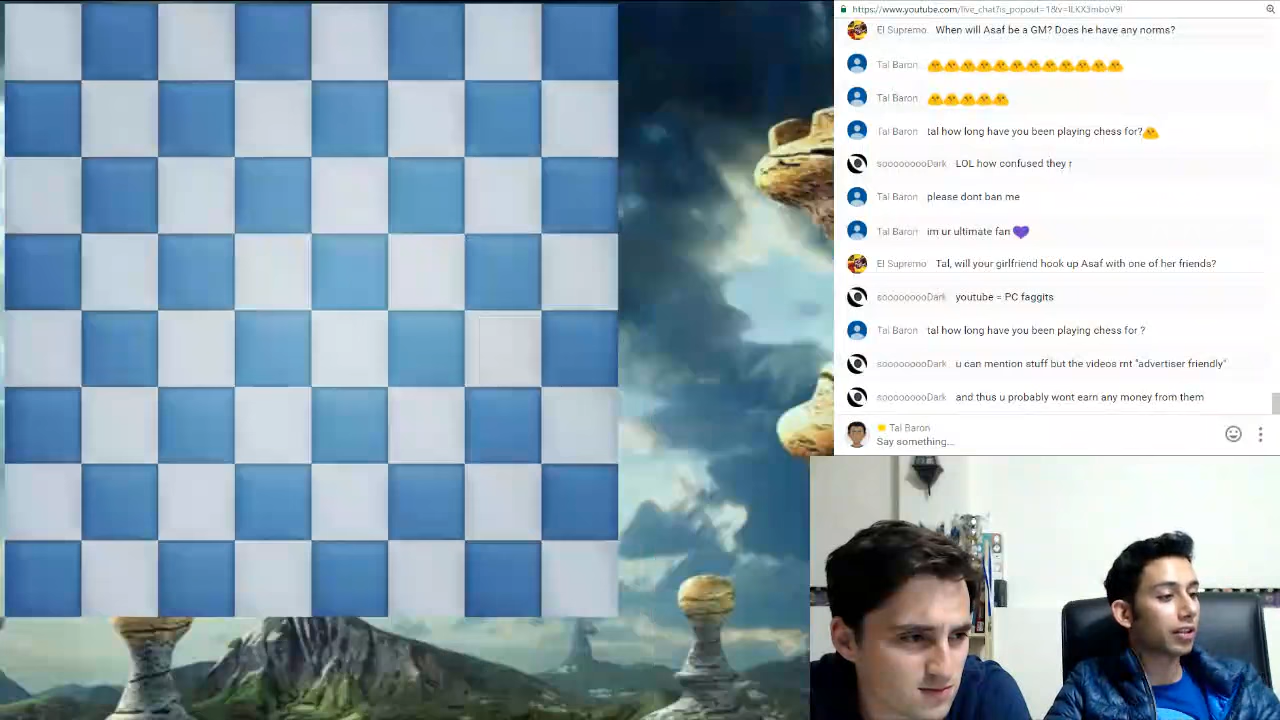 https://www.youtube.com/live_chat?is_popout=1&v=lLKX3mboV9I
El Supremo When will Asaf be a GM? Does he have any norms?
Tal Baron
Tal Baron
Tal Baron tal how long have you been playing chess for?
soooooooDark LOL how confused they r
Tal Baron please dont ban me
Tal Baron im ur ultimate fan
El Supremo Tal, will your girlfriend hook up Asaf with one of her friends?
soooooooDark youtube = PC faggits
Tal Baron tal how long have you been playing chess for ?
soooooooDark u can mention stuff but the videos rnt "advertiser friendly"
soooooooDark and thus u probably wont earn any money from them
Tal Baron
Say something...